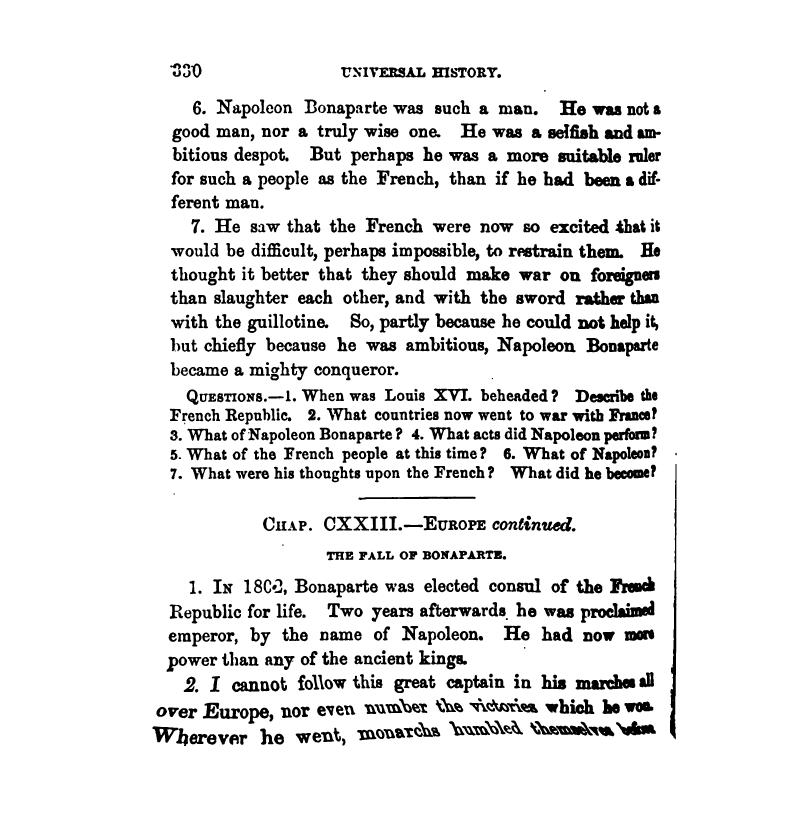 330 UNIVERSAL HISTORY.
6. Napoleon Bonaparte was such a man. He was not a
good man, nor a truly wise one. He was a selfish and am-
bitious despot. But perhaps he was a more suitable ruler
for such a people as the French, than if he had been a dif-
ferent man.
7. He saw that the French were now so excited that it
would be difficult, perhaps impossible, to restrain them. He
thought it better that they should make war on foreigners
than slaughter each other, and with the sword rather than
with the guillotine. So, partly because he could not help it,
but chiefly because he was ambitious, Napoleon Bonaparte
became a mighty conqueror.
QUESTIONS.—1. When was Louis XVI. beheaded? Describe the
French Republic. 2. What countries now went to war with France?
3. What of Napoleon Bonaparte? 4. What acts did Napoleon perform?
5. What of the French people at this time? 6. What of Napoleon?
7. What were his thoughts upon the French? What did he become?
CHAP. CXXIII.—EUROPE continued.
THE FALL OF BONAPARTE.
1. IN 1802, Bonaparte was elected consul of the French
Republic for life. Two years afterwards he was proclaimed
emperor, by the name of Napoleon. He had now more
power than any of the ancient kings.
2. I cannot follow this great captain in his marches all
over Europe, nor even number the victories which he won.
Wherever he went, monarchs humbled themselves before